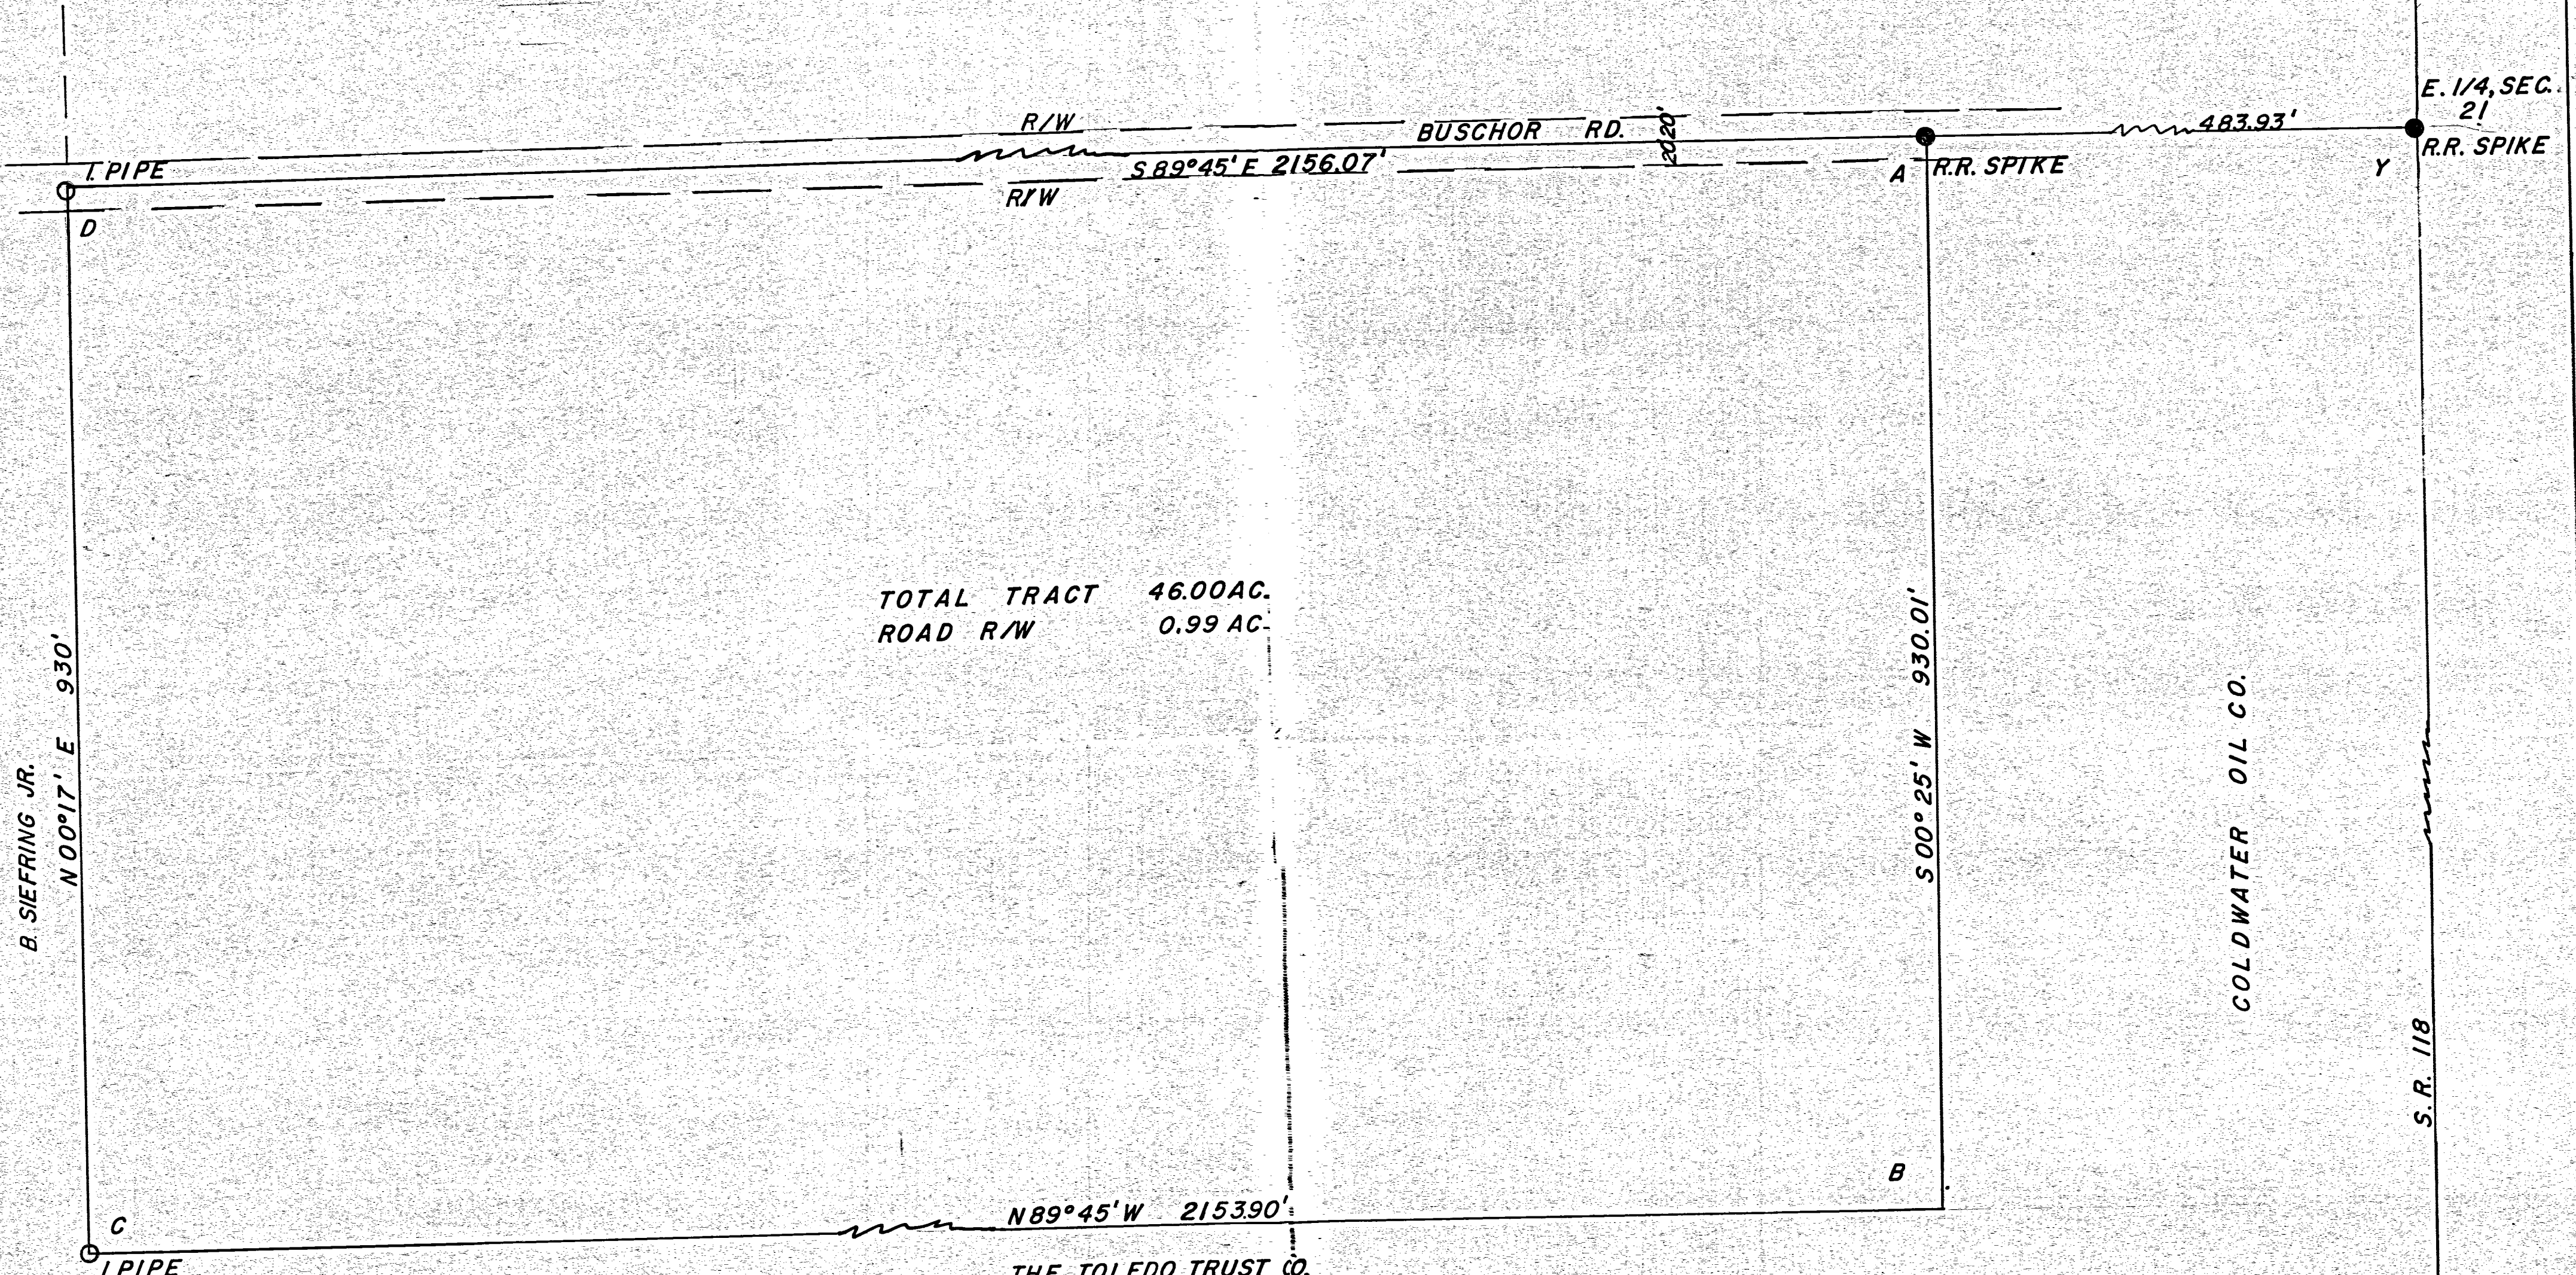 E. 1/4, SEC.
21
R/W
BUSCHOR RD.
20' 20'
483.93'
R.R. SPIKE
I. PIPE
S 89° 45' E 2156.07'
A
R.R. SPIKE
Y
R/W
D
TOTAL TRACT 46.00 AC.
ROAD R/W 0.99 AC.
B. SIEFRING JR.
N 00° 17' E 930'
S 00° 25' W 930.01'
COLDWATER OIL CO.
S. R. 118
B
C
N 89° 45' W 2153.90'
I PIPE
THE TOLEDO TRUST CO.